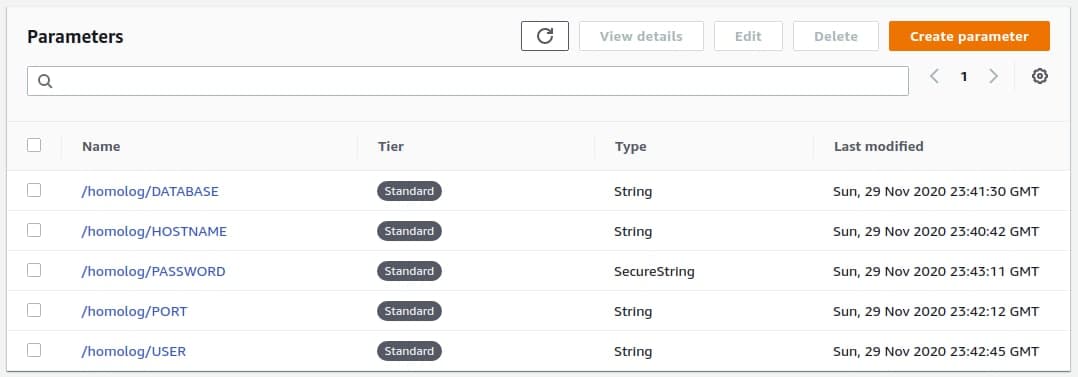 Parameters View details Edit Delete Create parameter
1
Name Tier Type Last modified
/homolog/DATABASE Standard String Sun, 29 Nov 2020 23:41:30 GMT
/homolog/HOSTNAME Standard String Sun, 29 Nov 2020 23:40:42 GMT
/homolog/PASSWORD Standard SecureString Sun, 29 Nov 2020 23:43:11 GMT
/homolog/PORT Standard String Sun, 29 Nov 2020 23:42:12 GMT
/homolog/USER Standard String Sun, 29 Nov 2020 23:42:45 GMT